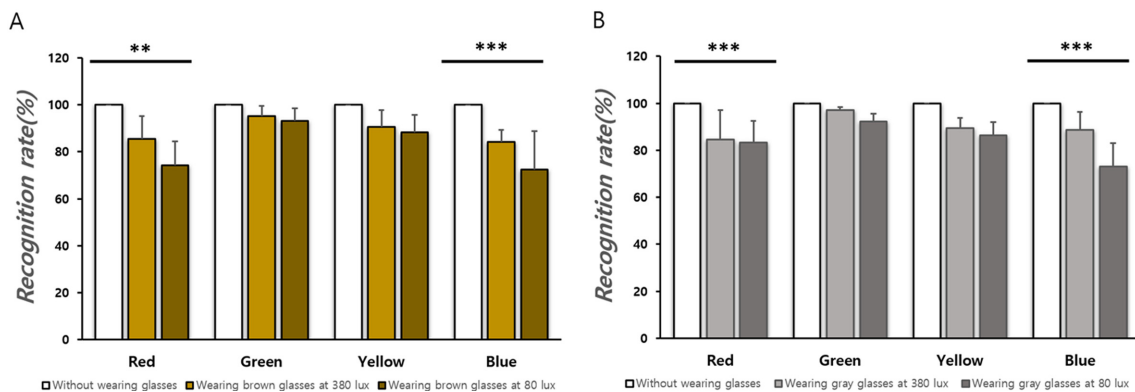 A
**
***
120
100
80
60
40
20
0
Recognition rate(%)
Red Green Yellow Blue
Without wearing glasses Wearing brown glasses at 380 lux Wearing brown glasses at 80 lux
B
***
***
120
100
80
60
40
20
0
Recognition rate(%)
Red Green Yellow Blue
Without wearing glasses Wearing gray glasses at 380 lux Wearing gray glasses at 80 lux